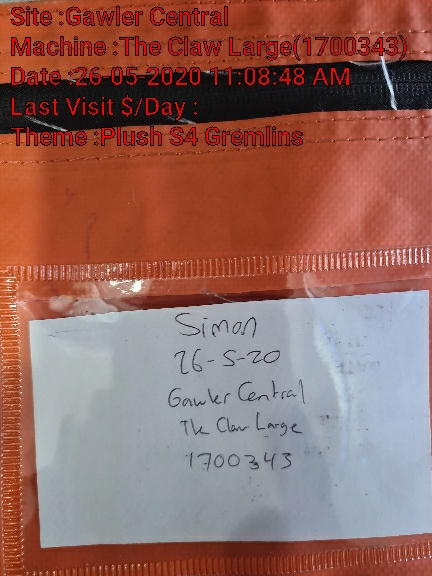 Site :Gawler Central
Machine :The Claw Large(1700343)
Date :26-05-2020 11:08:48 AM
Last Visit $/Day :
Theme :Plush S4 Gremlins
Simon
26-5-20
Gawler Central
The Claw Large
1700343